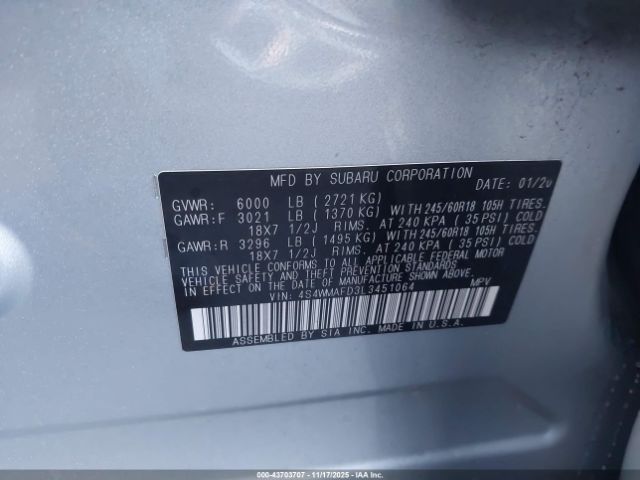 MFD BY SUBARU CORPORATION
DATE: 01/20
GVWR: 6000 LB ( 2721 KG)
GAWR:F 3021 LB ( 1370 KG) WITH 245/60R18 105H TIRES.
18X7 1/2J RIMS. AT 240 KPA ( 35 PSI) COLD
GAWR:R 3296 LB ( 1495 KG) WITH 245/60R18 105H TIRES.
18X7 1/2J RIMS. AT 240 KPA ( 35 PSI) COLD
THIS VEHICLE CONFORMS TO ALL APPLICABLE FEDERAL MOTOR
VEHICLE SAFETY AND THEFT PREVENTION STANDARDS
IN EFFECT ON THE DATE OF MANUFACTURE SHOWN ABOVE.
VIN: 4S4WMAFD3L3451064 MPV
ASSEMBLED BY SIA INC. MADE IN U.S.A.
000-43703707 - 11/17/2025 - IAAI.COM